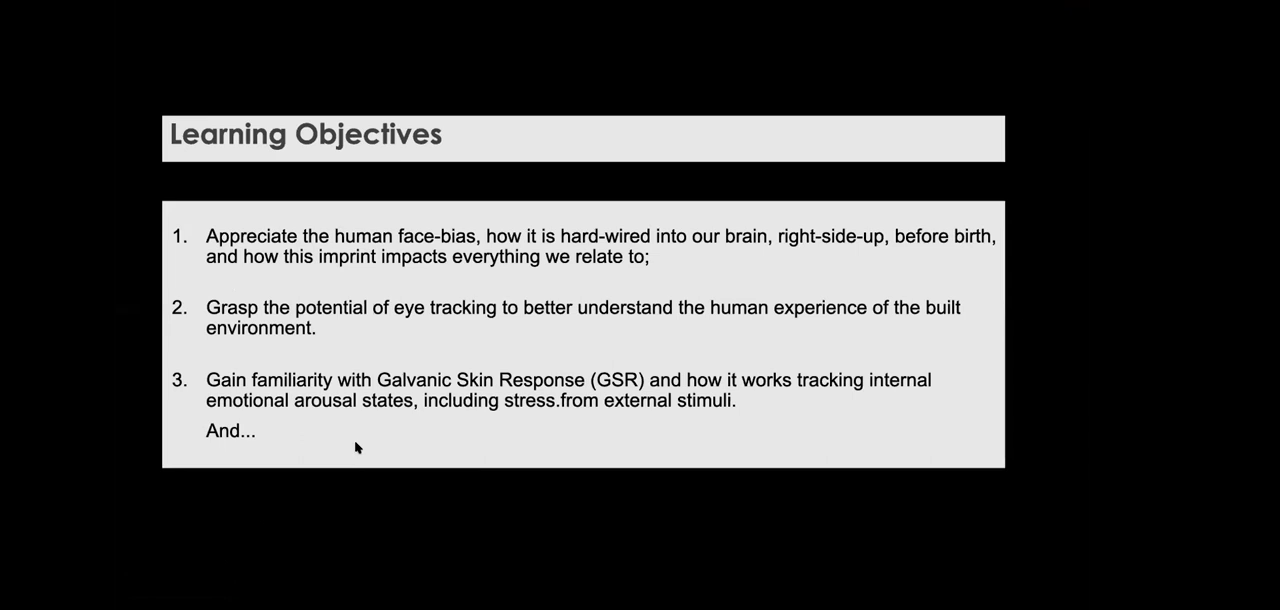 Learning Objectives
1. Appreciate the human face-bias, how it is hard-wired into our brain, right-side-up, before birth,
and how this imprint impacts everything we relate to;
2. Grasp the potential of eye tracking to better understand the human experience of the built
environment.
3. Gain familiarity with Galvanic Skin Response (GSR) and how it works tracking internal
emotional arousal states, including stress.from external stimuli.
And...